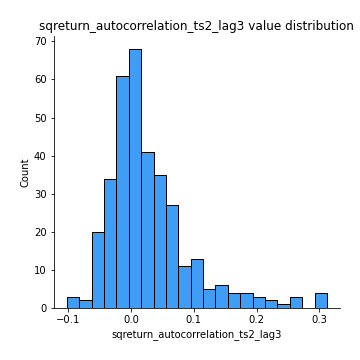 sqreturn_autocorrelation_ts2_lag3 value distribution
70
60
50
40
30
20
10
0
Count
−0.1 0.0 0.1 0.2 0.3
sqreturn_autocorrelation_ts2_lag3